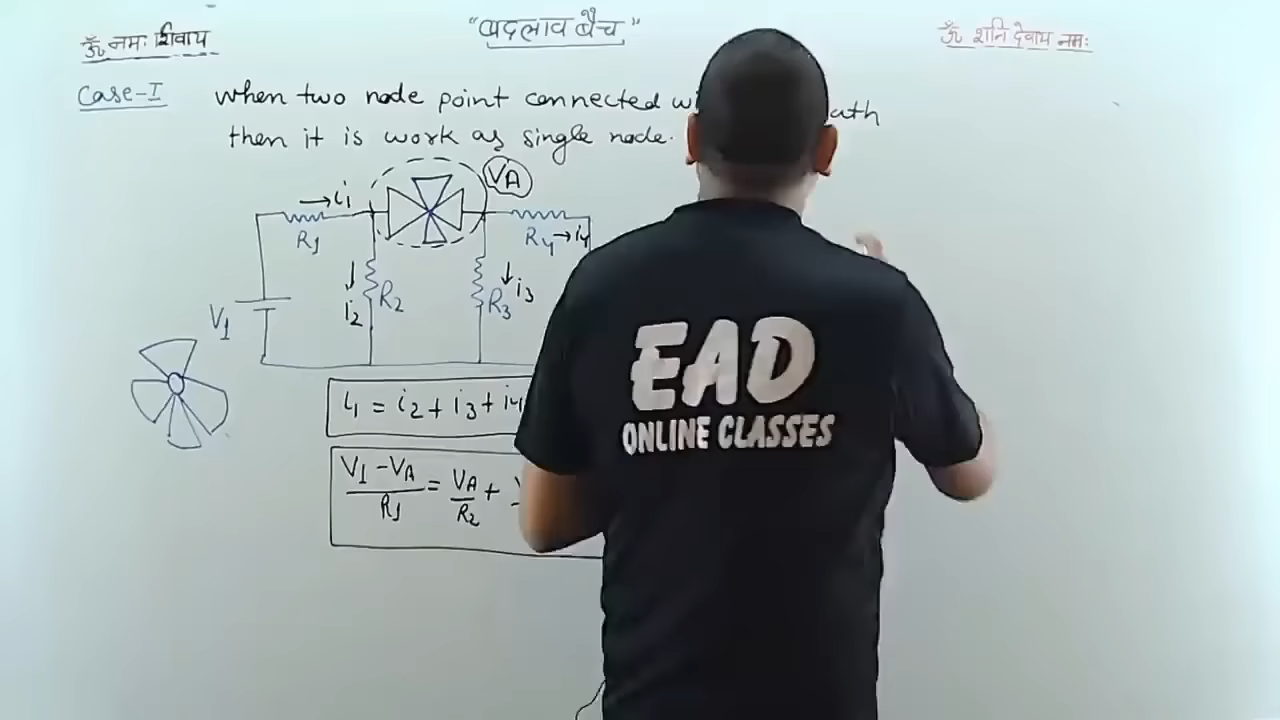 ॐ नमः शिवाय
"बदलाव बैच"
ॐ शनि देवाय नमः
Case-I when two node point connected
then it is work as single node.
VA
→i1
R1
R4 →i4
↓ i2
R2
↓ i3
R3
V1
i1 = i2 + i3 + i4
V1 - VA / R1 = VA / R2 +
EAD
ONLINE CLASSES